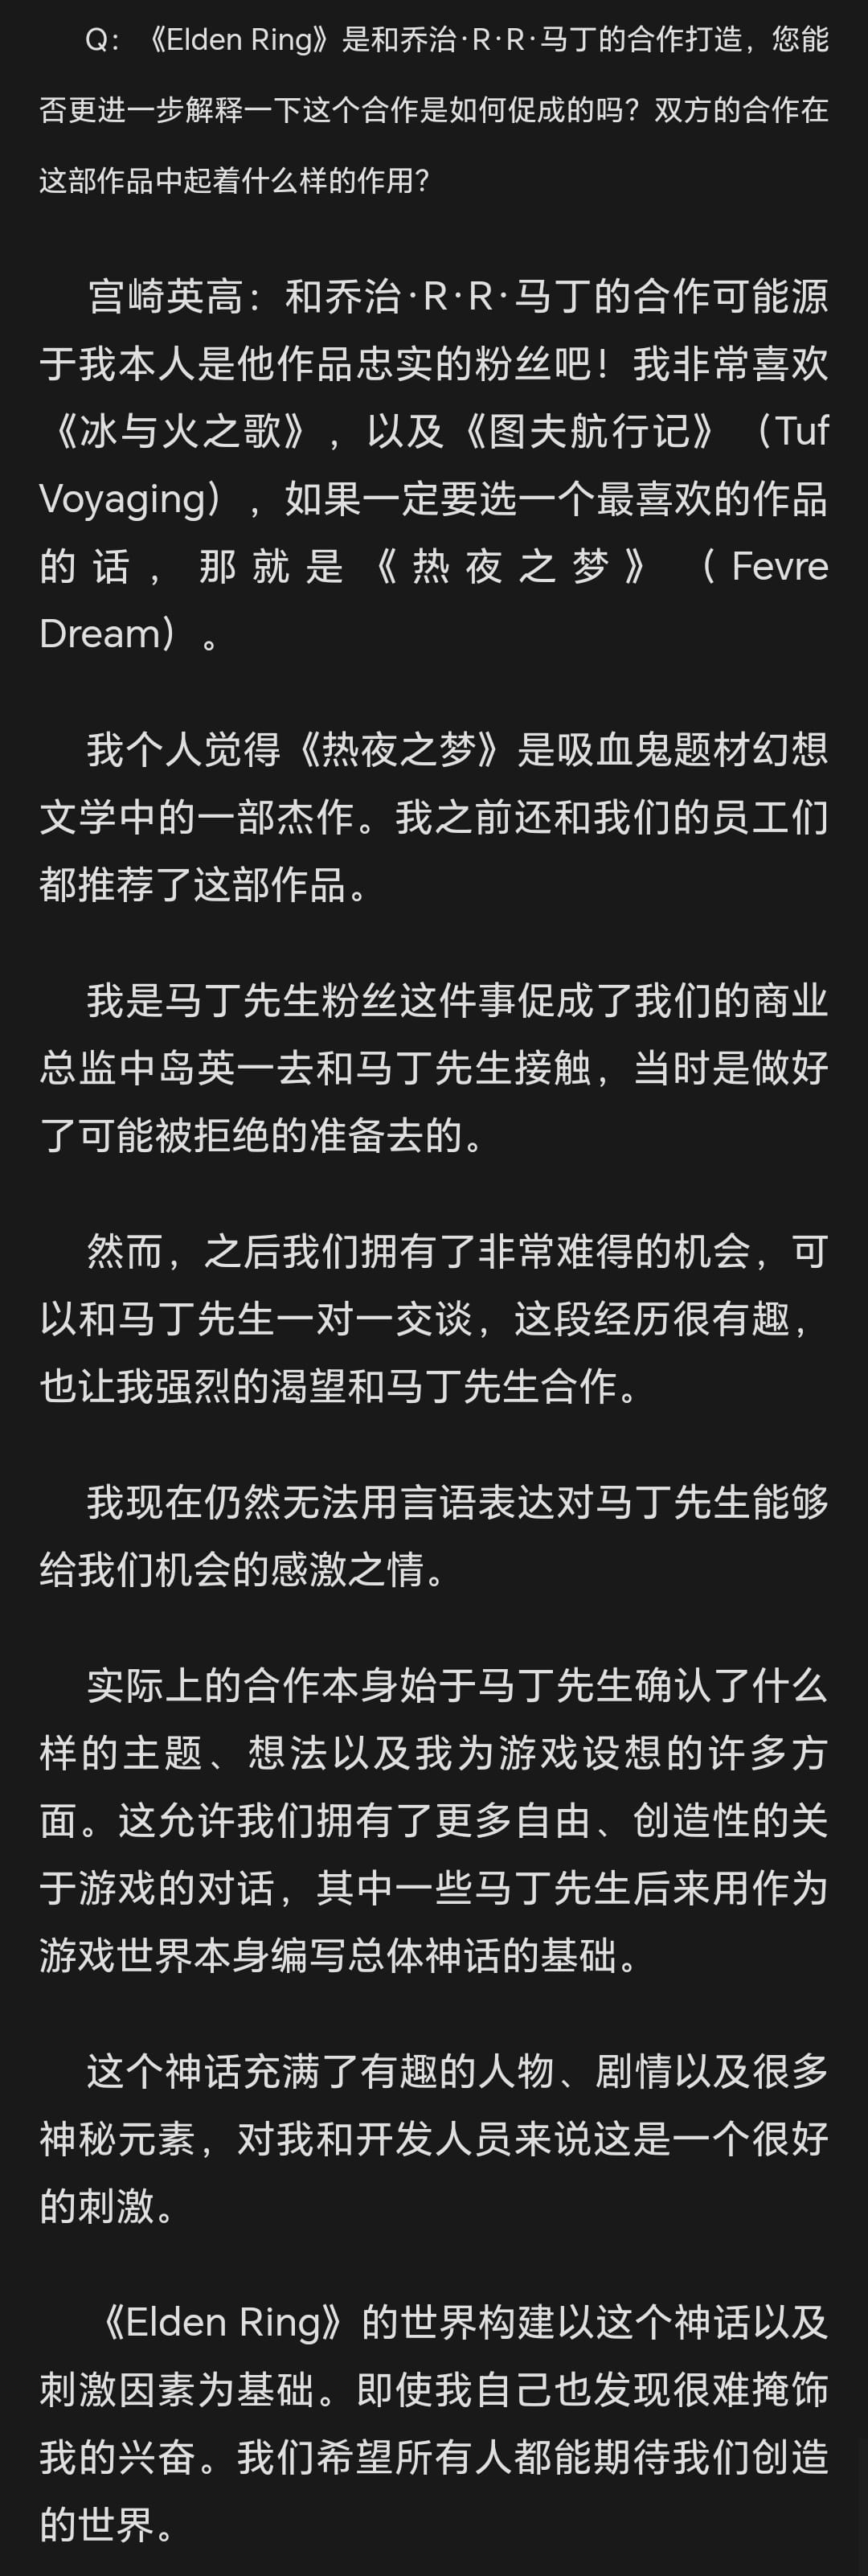 Q：《Elden Ring》是和乔治·R·R·马丁的合作打造，您能
否更进一步解释一下这个合作是如何促成的吗？双方的合作在
这部作品中起着什么样的作用？
宫崎英高：和乔治·R·R·马丁的合作可能源
于我本人是他作品忠实的粉丝吧！我非常喜欢
《冰与火之歌》，以及《图夫航行记》（Tuf
Voyaging），如果一定要选一个最喜欢的作品
的话，那就是《热夜之梦》（Fevre
Dream）。
我个人觉得《热夜之梦》是吸血鬼题材幻想
文学中的一部杰作。我之前还和我们的员工们
都推荐了这部作品。
我是马丁先生粉丝这件事促成了我们的商业
总监中岛英一去和马丁先生接触，当时是做好
了可能被拒绝的准备去的。
然而，之后我们拥有了非常难得的机会，可
以和马丁先生一对一交谈，这段经历很有趣，
也让我强烈的渴望和马丁先生合作。
我现在仍然无法用言语表达对马丁先生能够
给我们机会的感激之情。
实际上的合作本身始于马丁先生确认了什么
样的主题、想法以及我为游戏设想的许多方
面。这允许我们拥有了更多自由、创造性的关
于游戏的对话，其中一些马丁先生后来用作为
游戏世界本身编写总体神话的基础。
这个神话充满了有趣的人物、剧情以及很多
神秘元素，对我和开发人员来说这是一个很好
的刺激。
《Elden Ring》的世界构建以这个神话以及
刺激因素为基础。即使我自己也发现很难掩饰
我的兴奋。我们希望所有人都能期待我们创造
的世界。